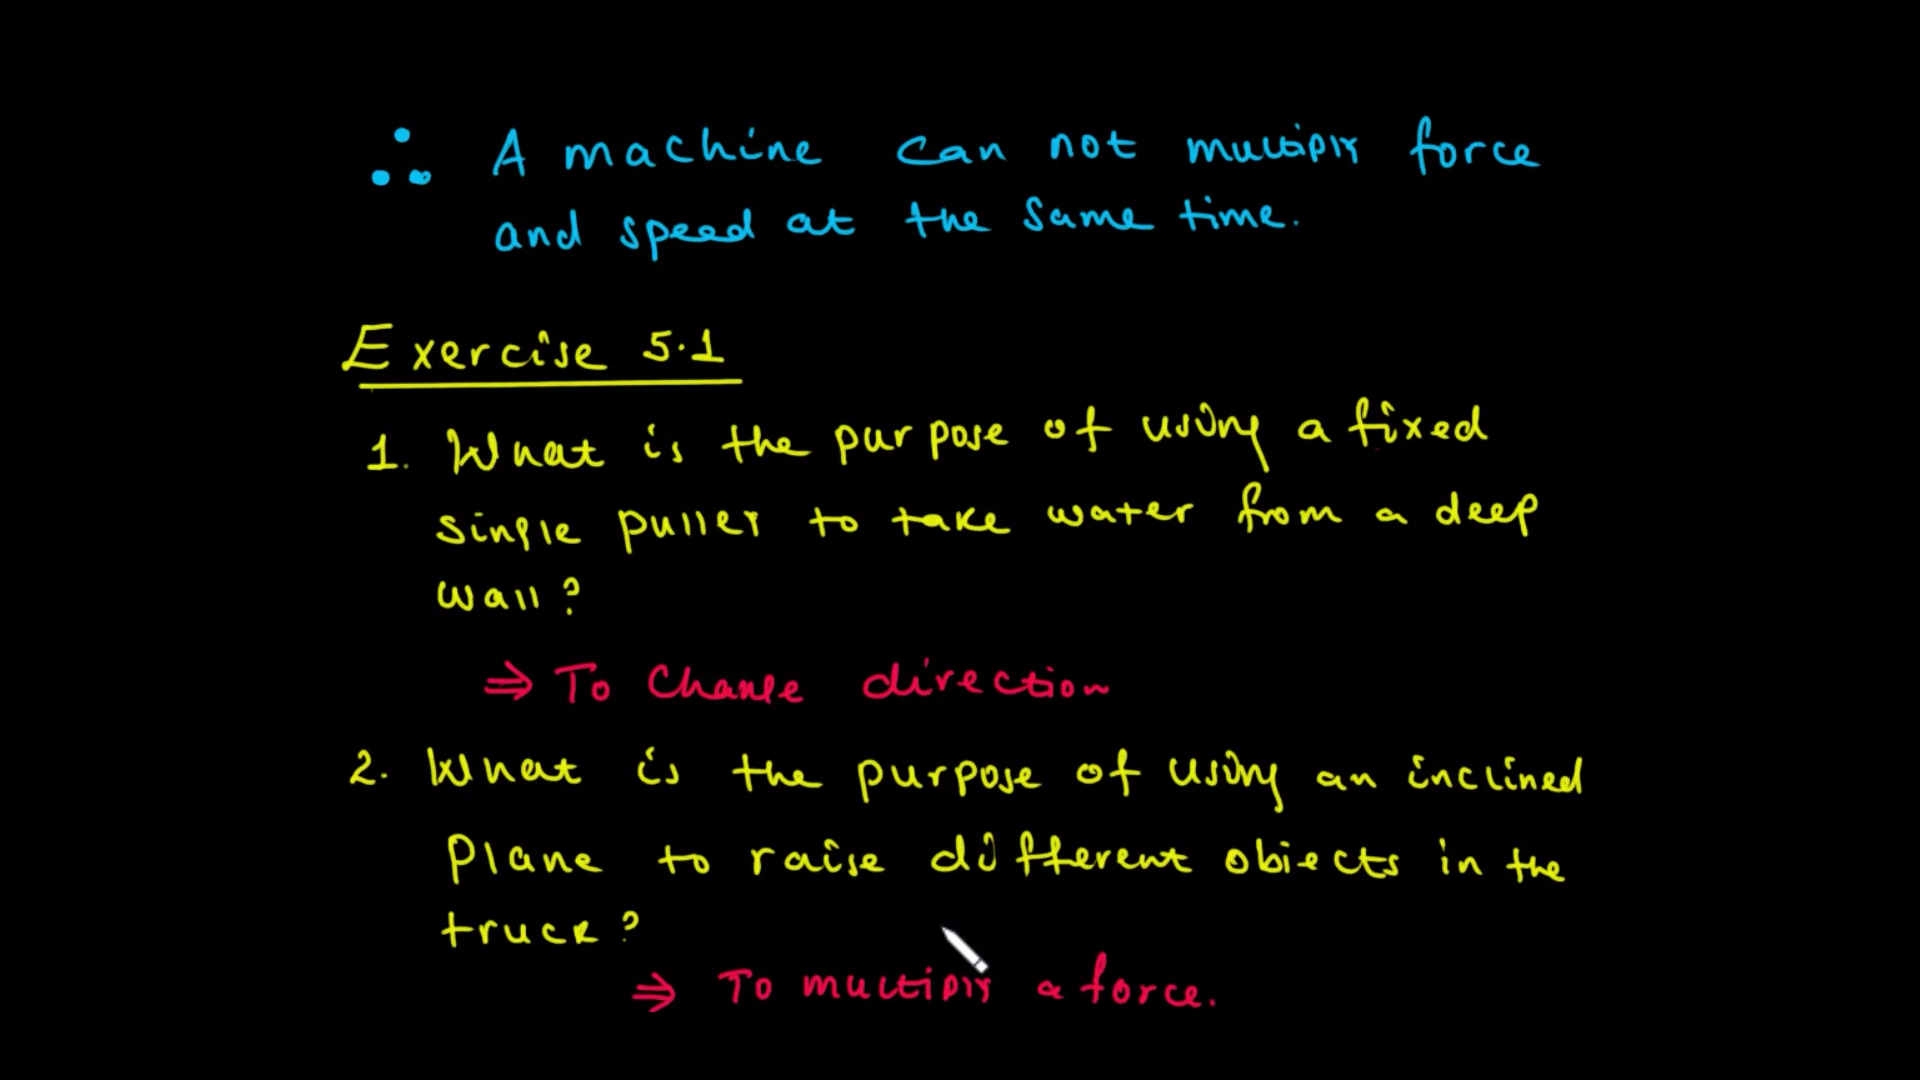 ∴ A machine can not multiply force
and speed at the same time.
Exercise 5.1
1. What is the purpose of using a fixed
single pulley to take water from a deep
wall?
⇒ To Change direction
2. What is the purpose of using an inclined
Plane to raise different objects in the
truck?
⇒ To multiply a force.